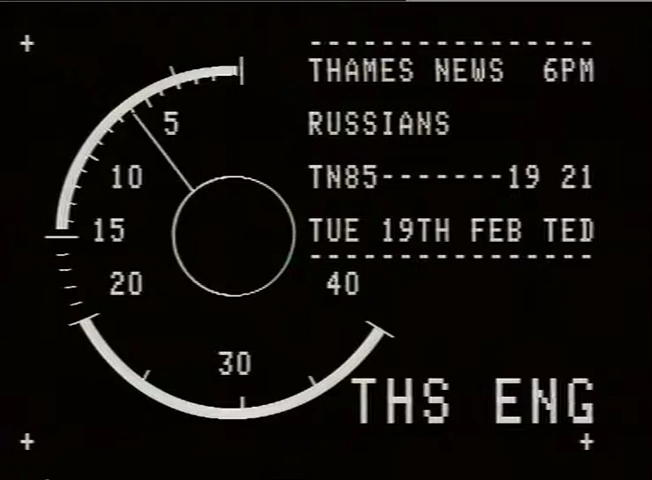 THAMES NEWS 6PM
RUSSIANS
TN85-------19 21
TUE 19TH FEB TED
5
10
15
20
30
40
THS ENG